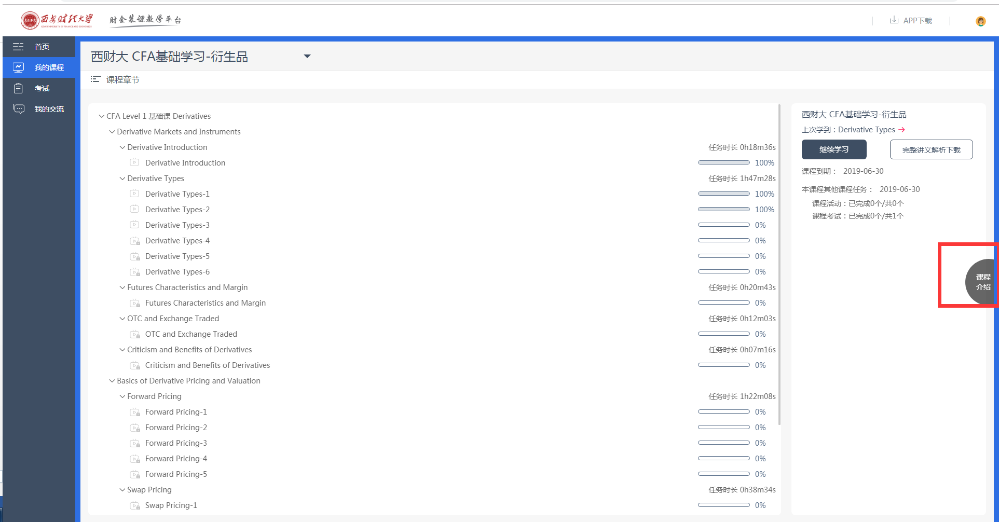 XUFE 西安财经大学
XI'AN UNIVERSITY OF FINANCE AND ECONOMICS
财金慕课教学平台
APP下载
首页
我的课程
考试
我的交流
西财大 CFA基础学习-衍生品
课程章节
CFA Level 1 基础课 Derivatives
Derivative Markets and Instruments
Derivative Introduction 任务时长 0h18m36s
Derivative Introduction 100%
Derivative Types 任务时长 1h47m28s
Derivative Types-1 100%
Derivative Types-2 100%
Derivative Types-3 0%
Derivative Types-4 0%
Derivative Types-5 0%
Derivative Types-6 0%
Futures Characteristics and Margin 任务时长 0h20m43s
Futures Characteristics and Margin 0%
OTC and Exchange Traded 任务时长 0h12m03s
OTC and Exchange Traded 0%
Criticism and Benefits of Derivatives 任务时长 0h07m16s
Criticism and Benefits of Derivatives 0%
Basics of Derivative Pricing and Valuation
Forward Pricing 任务时长 1h22m08s
Forward Pricing-1 0%
Forward Pricing-2 0%
Forward Pricing-3 0%
Forward Pricing-4 0%
Forward Pricing-5 0%
Swap Pricing 任务时长 0h38m34s
Swap Pricing-1 0%
西财大 CFA基础学习-衍生品
上次学到：Derivative Types
继续学习
完整讲义解析下载
课程到期： 2019-06-30
本课程其他课程任务： 2019-06-30
课程活动：已完成0个/共0个
课程考试：已完成0个/共1个
课程
介绍